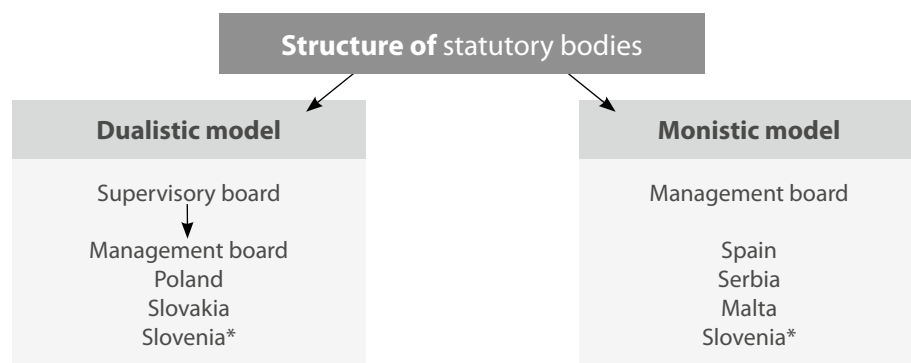 Structure of statutory bodies
Dualistic model
Supervisory board
Management board
Poland
Slovakia
Slovenia*
Monistic model
Management board
Spain
Serbia
Malta
Slovenia*